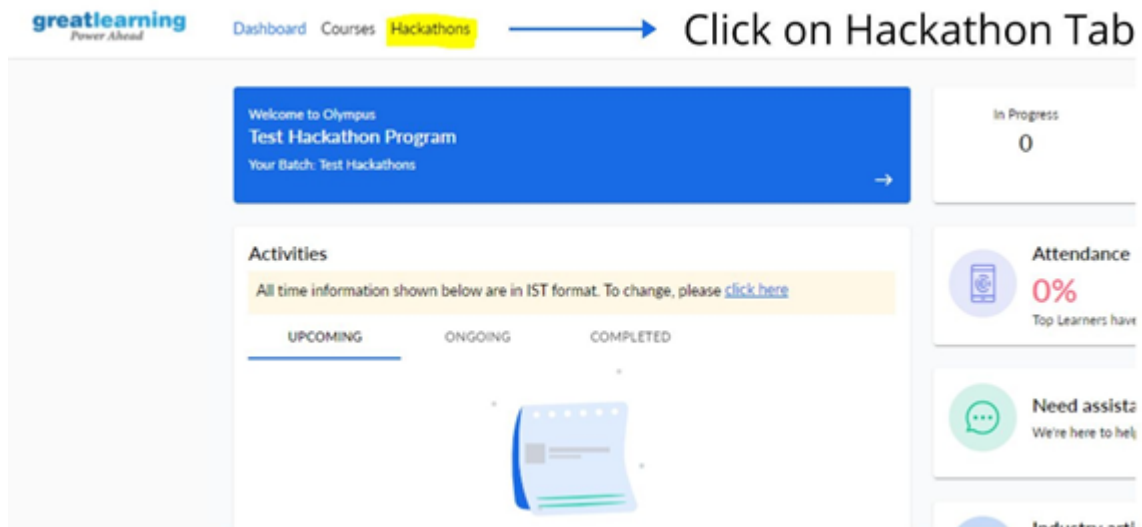 greatlearning
Power Ahead
Dashboard Courses Hackathons
Click on Hackathon Tab
Welcome to Olympus
Test Hackathon Program
Your Batch: Test Hackathons
In Progress
0
Activities
All time information shown below are in IST format. To change, please click here
UPCOMING ONGOING COMPLETED
Attendance
0%
Top Learners have
Need assista
We're here to hel